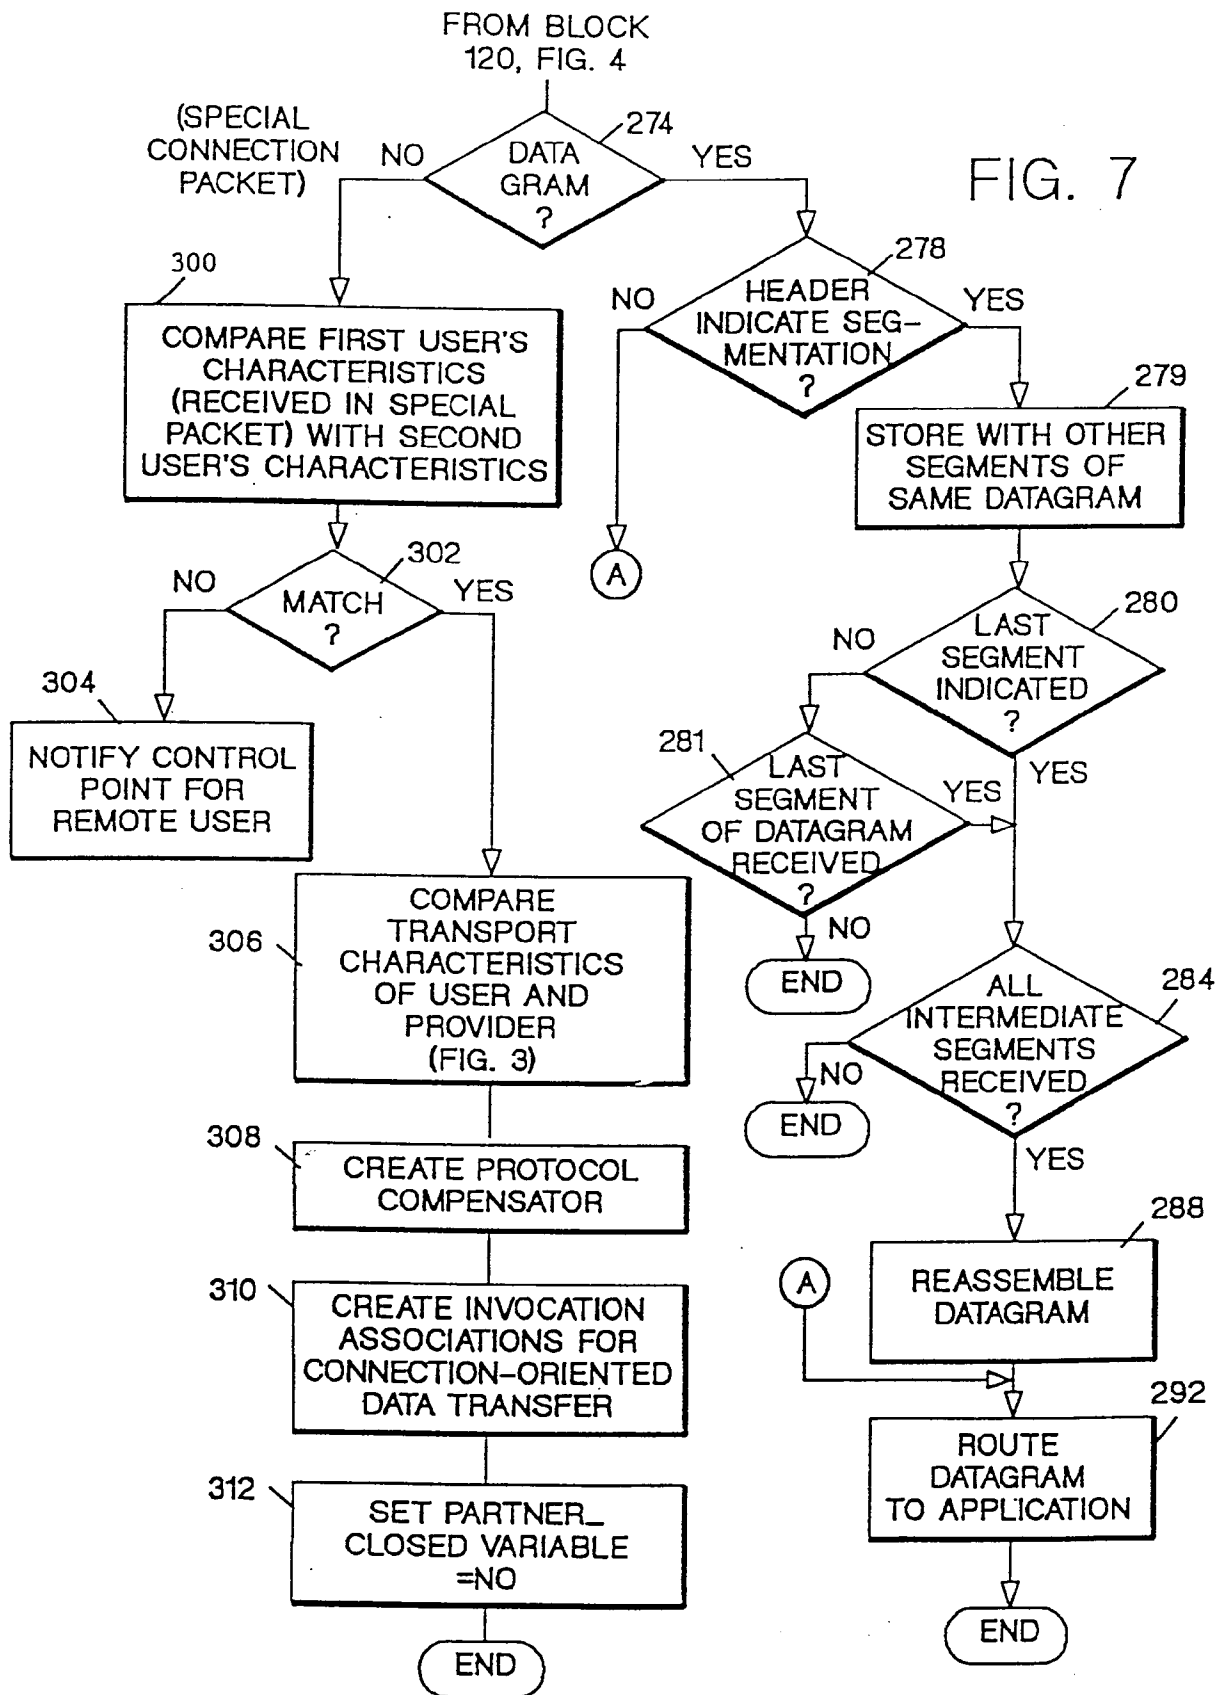 FROM BLOCK
120, FIG. 4
(SPECIAL
CONNECTION
PACKET)
NO
DATA
GRAM
?
274
YES
FIG. 7
300
COMPARE FIRST USER'S
CHARACTERISTICS
(RECEIVED IN SPECIAL
PACKET) WITH SECOND
USER'S CHARACTERISTICS
NO
HEADER
INDICATE SEG-
MENTATION
?
278
YES
A
279
STORE WITH OTHER
SEGMENTS OF
SAME DATAGRAM
NO
MATCH
?
302
YES
304
NOTIFY CONTROL
POINT FOR
REMOTE USER
NO
LAST
SEGMENT
INDICATED
?
280
YES
281
LAST
SEGMENT
OF DATAGRAM
RECEIVED
?
YES
NO
END
306
COMPARE
TRANSPORT
CHARACTERISTICS
OF USER AND
PROVIDER
(FIG. 3)
ALL
INTERMEDIATE
SEGMENTS
RECEIVED
?
284
NO
END
YES
308
CREATE PROTOCOL
COMPENSATOR
288
REASSEMBLE
DATAGRAM
A
310
CREATE INVOCATION
ASSOCIATIONS FOR
CONNECTION-ORIENTED
DATA TRANSFER
292
ROUTE
DATAGRAM
TO APPLICATION
END
312
SET PARTNER_
CLOSED VARIABLE
=NO
END